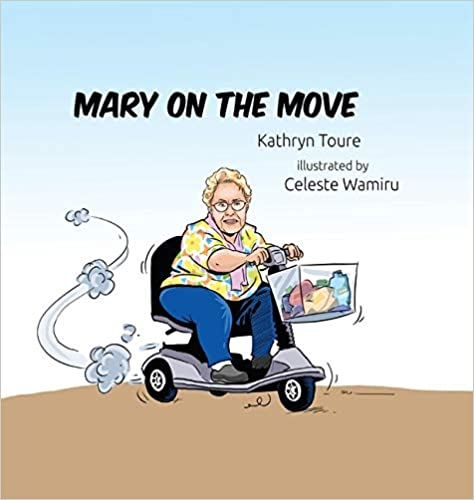 MARY ON THE MOVE
Kathryn Toure
illustrated by
Celeste Wamiru